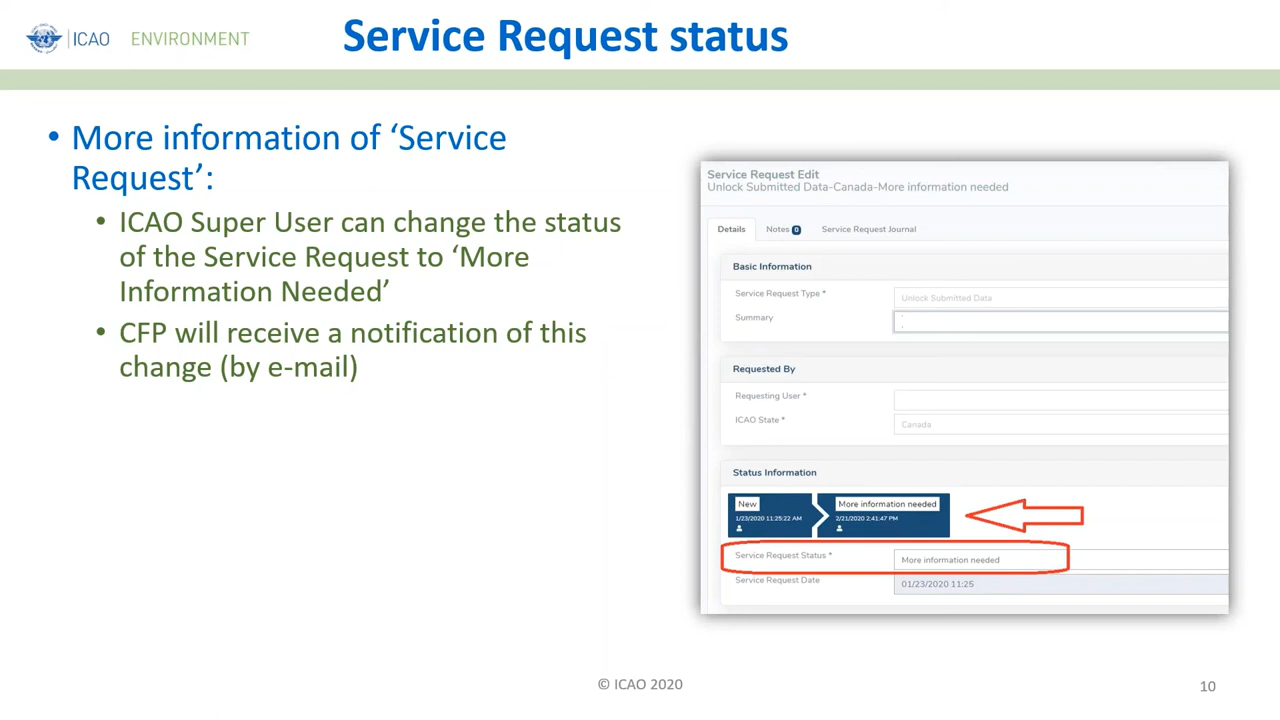 ICAO ENVIRONMENT
Service Request status
• More information of ‘Service
Request’:
• ICAO Super User can change the status
of the Service Request to ‘More
Information Needed’
• CFP will receive a notification of this
change (by e-mail)
Service Request Edit
Unlock Submitted Data-Canada-More information needed
Details Notes 0 Service Request Journal
Basic Information
Service Request Type * Unlock Submitted Data
Summary
Requested By
Requesting User *
ICAO State * Canada
Status Information
New More information needed
1/23/2020 11:25:22 AM 2/21/2020 2:41:47 PM
Service Request Status * More information needed
Service Request Date 01/23/2020 11:25
© ICAO 2020
10